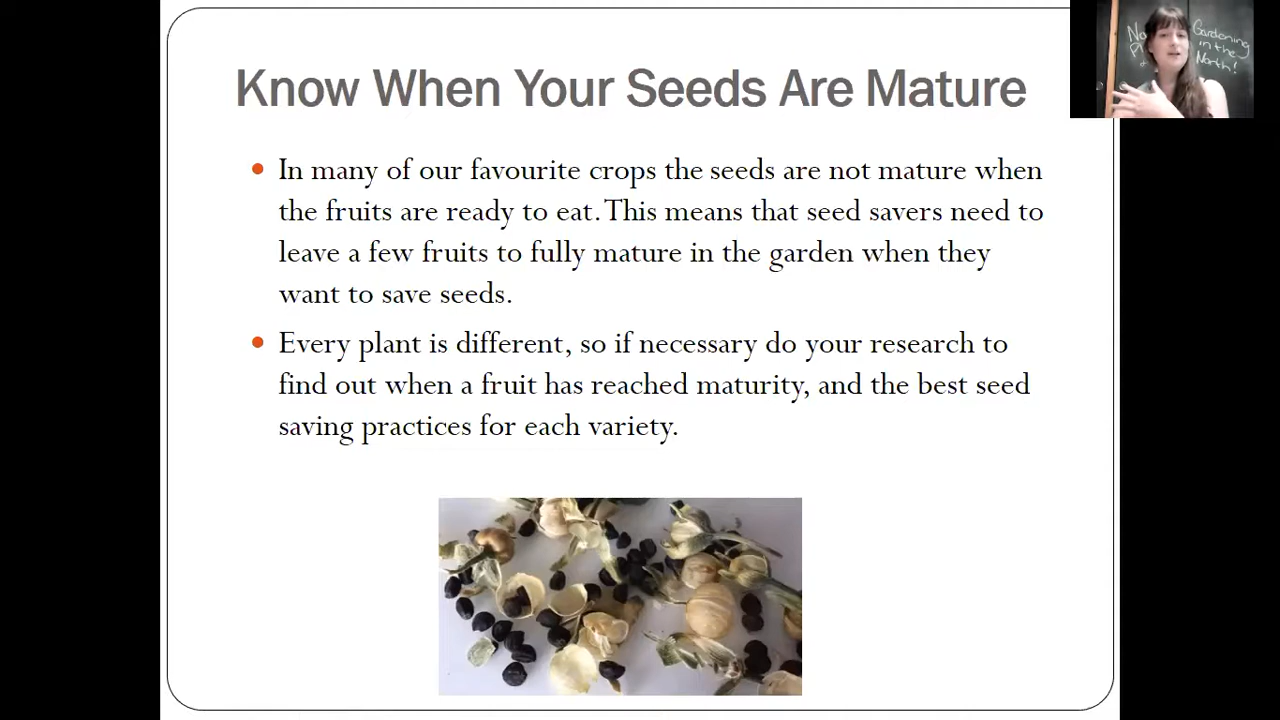 Know When Your Seeds Are Mature
In many of our favourite crops the seeds are not mature when
the fruits are ready to eat. This means that seed savers need to
leave a few fruits to fully mature in the garden when they
want to save seeds.
Every plant is different, so if necessary do your research to
find out when a fruit has reached maturity, and the best seed
saving practices for each variety.
Gardening
in the
North!